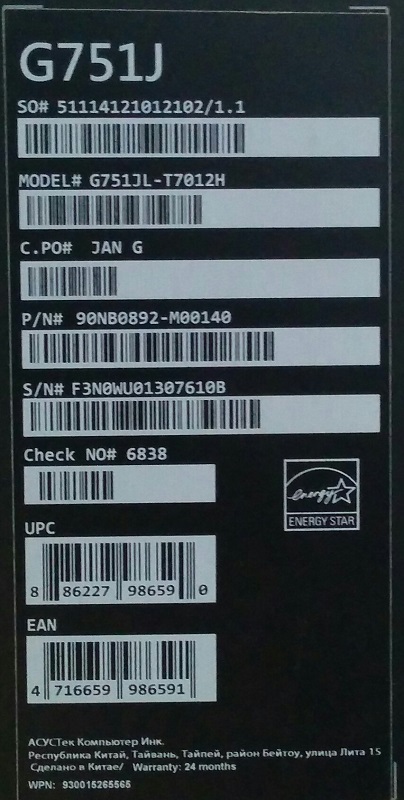 G751J
SO# 51114121012102/1.1
MODEL# G751JL-T7012H
C.PO# JAN G
P/N# 90NB0892-M00140
S/N# F3N0WU01307610B
Check NO# 6838
energy
ENERGY STAR
UPC
8 86227 98659 0
EAN
4 716659 986591
АСУСТек Компьютер Инк.
Республика Китай, Тайвань, Тайпей, район Бейтоу, улица Лита 15
Сделано в Китае/ Warranty: 24 months
WPN: 930015265565